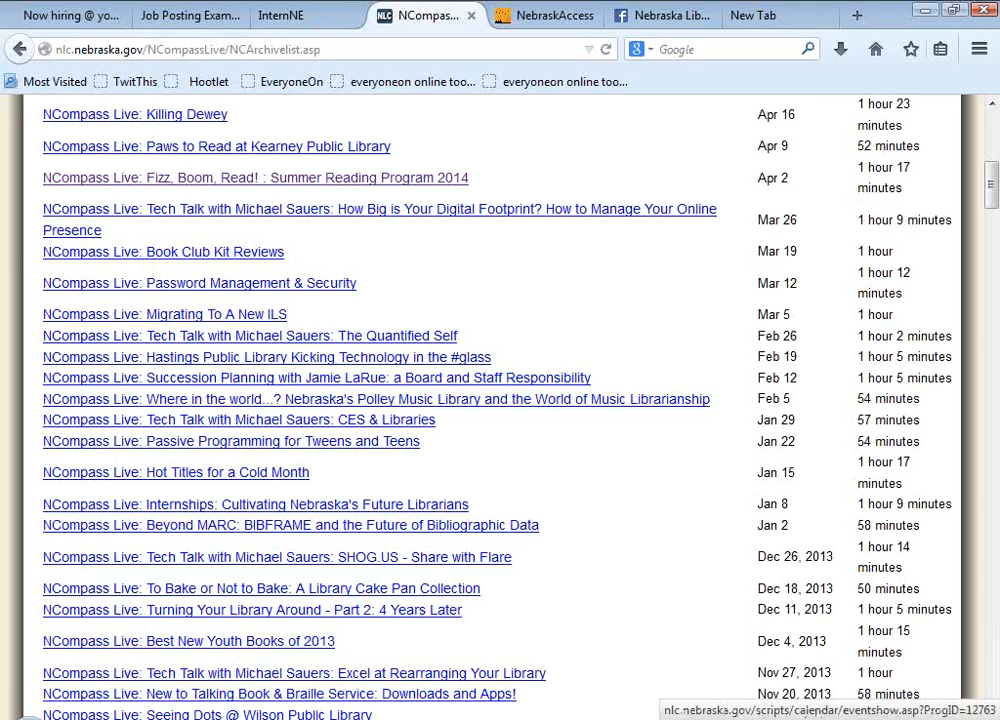 Now hiring @ yo... Job Posting Exam... InternNE NLC NCompas... NebraskAccess Nebraska Lib... New Tab
nlc.nebraska.gov/NCompassLive/NCArchivelist.asp Google
Most Visited TwitThis Hootlet EveryoneOn everyoneon online too... everyoneon online too...
NCompass Live: Killing Dewey Apr 16 1 hour 23
minutes
NCompass Live: Paws to Read at Kearney Public Library Apr 9 52 minutes
NCompass Live: Fizz, Boom, Read! : Summer Reading Program 2014 Apr 2 1 hour 17
minutes
NCompass Live: Tech Talk with Michael Sauers: How Big is Your Digital Footprint? How to Manage Your Online
Presence Mar 26 1 hour 9 minutes
NCompass Live: Book Club Kit Reviews Mar 19 1 hour
NCompass Live: Password Management & Security Mar 12 1 hour 12
minutes
NCompass Live: Migrating To A New ILS Mar 5 1 hour
NCompass Live: Tech Talk with Michael Sauers: The Quantified Self Feb 26 1 hour 2 minutes
NCompass Live: Hastings Public Library Kicking Technology in the #glass Feb 19 1 hour 5 minutes
NCompass Live: Succession Planning with Jamie LaRue: a Board and Staff Responsibility Feb 12 1 hour 5 minutes
NCompass Live: Where in the world...? Nebraska's Polley Music Library and the World of Music Librarianship Feb 5 54 minutes
NCompass Live: Tech Talk with Michael Sauers: CES & Libraries Jan 29 57 minutes
NCompass Live: Passive Programming for Tweens and Teens Jan 22 54 minutes
NCompass Live: Hot Titles for a Cold Month Jan 15 1 hour 17
minutes
NCompass Live: Internships: Cultivating Nebraska's Future Librarians Jan 8 1 hour 9 minutes
NCompass Live: Beyond MARC: BIBFRAME and the Future of Bibliographic Data Jan 2 58 minutes
NCompass Live: Tech Talk with Michael Sauers: SHOG.US - Share with Flare Dec 26, 2013 1 hour 14
minutes
NCompass Live: To Bake or Not to Bake: A Library Cake Pan Collection Dec 18, 2013 50 minutes
NCompass Live: Turning Your Library Around - Part 2: 4 Years Later Dec 11, 2013 1 hour 5 minutes
NCompass Live: Best New Youth Books of 2013 Dec 4, 2013 1 hour 15
minutes
NCompass Live: Tech Talk with Michael Sauers: Excel at Rearranging Your Library Nov 27, 2013 1 hour
NCompass Live: New to Talking Book & Braille Service: Downloads and Apps! Nov 20, 2013 58 minutes
NCompass Live: Seeing Dots @ Wilson Public Library
nlc.nebraska.gov/scripts/calendar/eventshow.asp?ProgID=12763